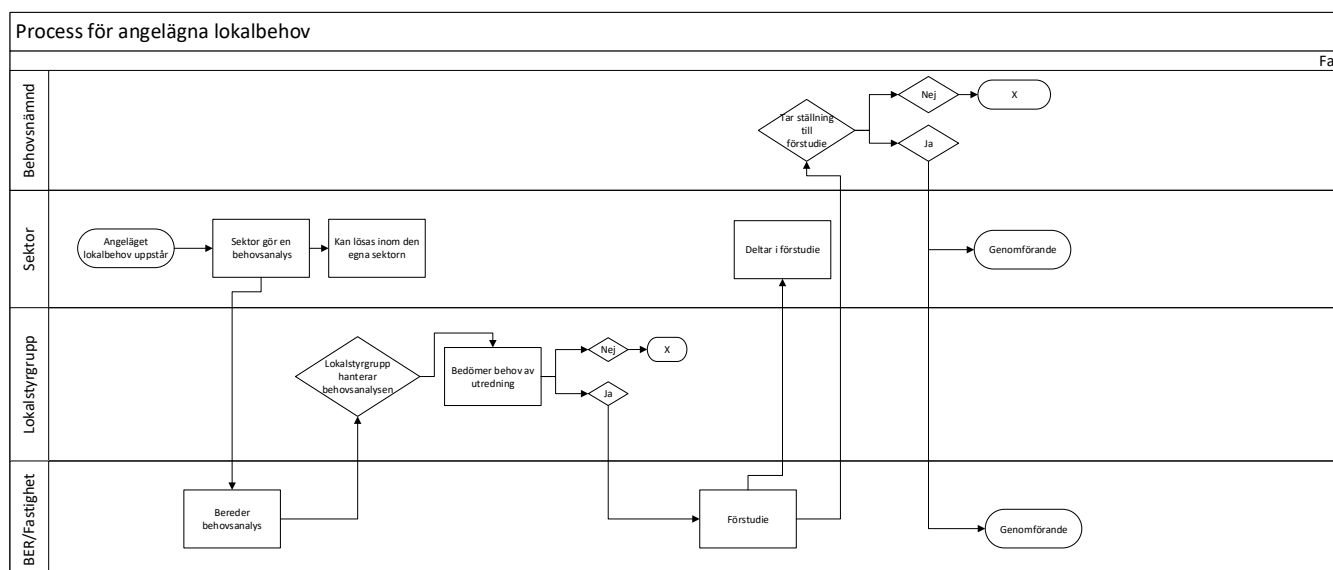 Process för angelägna lokalbehov
Fa
Behovsnämnd
Tar ställning
till
förstudie
Nej
X
Ja
Sektor
Angeläget
lokalbehov uppstår
Sektor gör en
behovsanalys
Kan lösas inom den
egna sektorn
Deltar i förstudie
Genomförande
Lokalstyrgrupp
Lokalstyrgrupp
hanterar
behovsanalysen
Bedömer behov av
utredning
Nej
X
Ja
BER/Fastighet
Bereder
behovsanalys
Förstudie
Genomförande